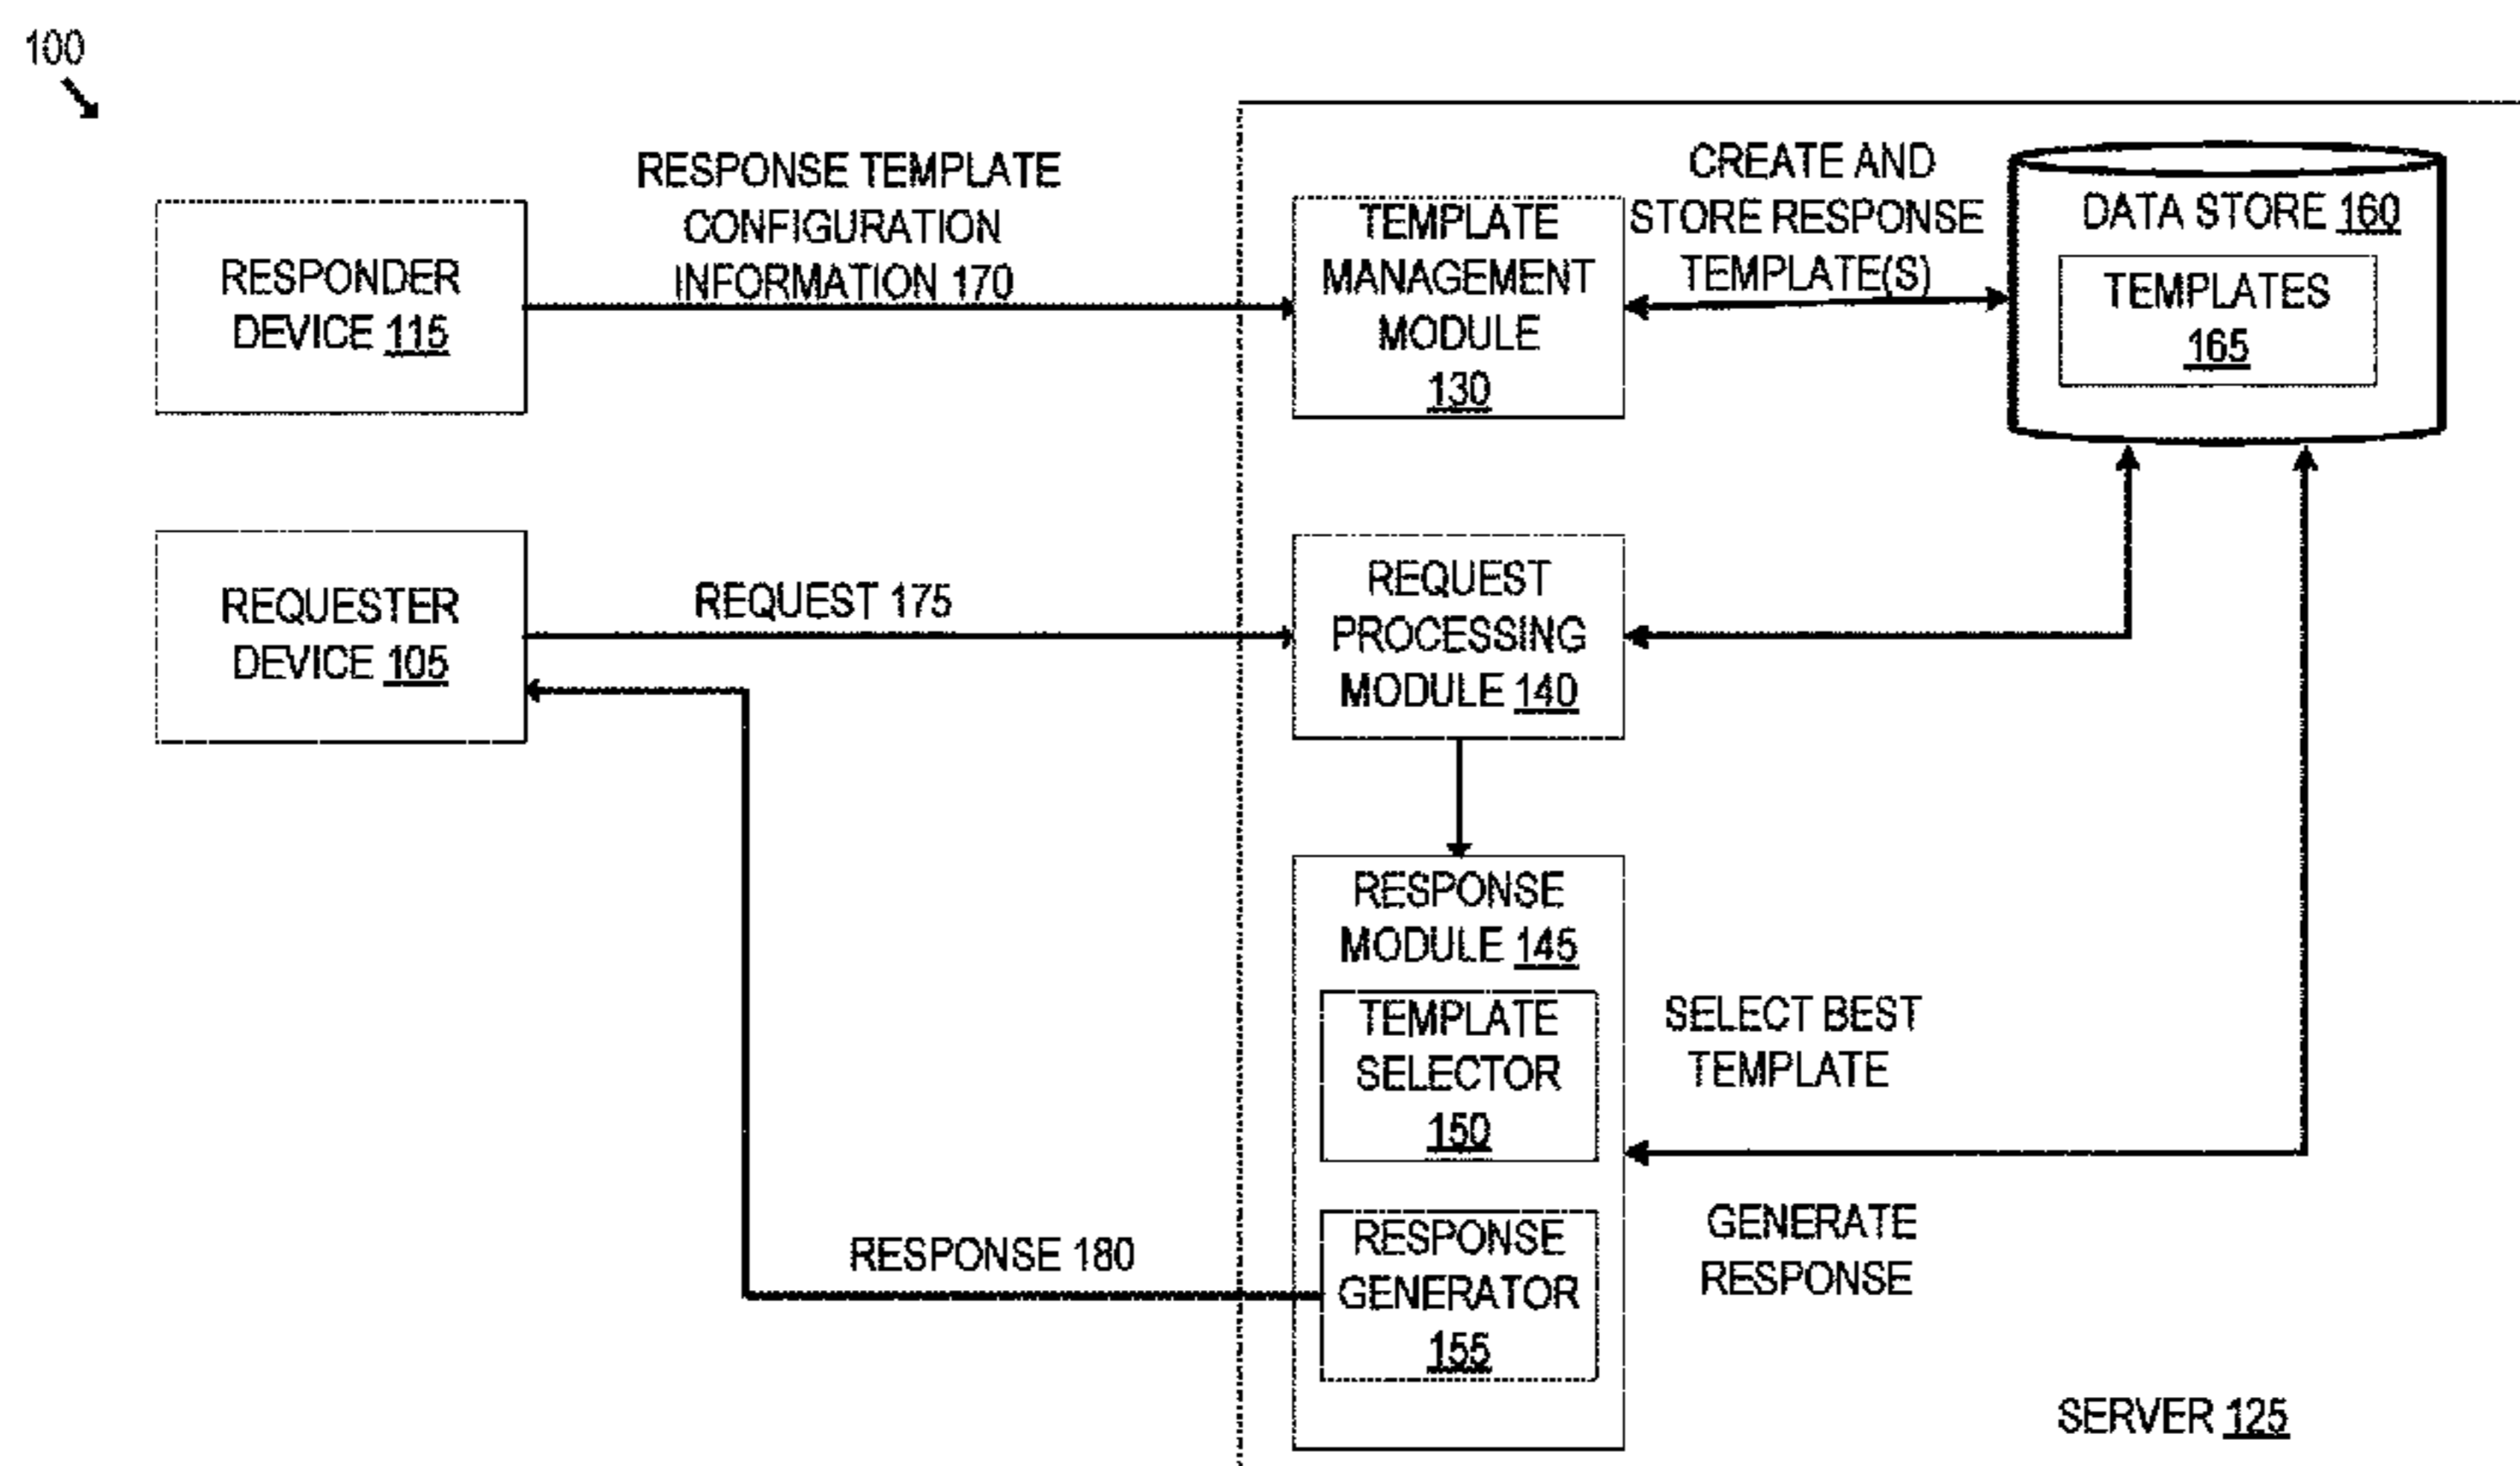 100
RESPONSE TEMPLATE
CONFIGURATION
INFORMATION 170
RESPONDER
DEVICE 115
TEMPLATE
MANAGEMENT
MODULE
130
CREATE AND
STORE RESPONSE
TEMPLATE(S)
DATA STORE 160
TEMPLATES
165
REQUESTER
DEVICE 105
REQUEST 175
REQUEST
PROCESSING
MODULE 140
RESPONSE
MODULE 145
TEMPLATE
SELECTOR
150
SELECT BEST
TEMPLATE
GENERATE
RESPONSE
RESPONSE
GENERATOR
155
RESPONSE 180
SERVER 125